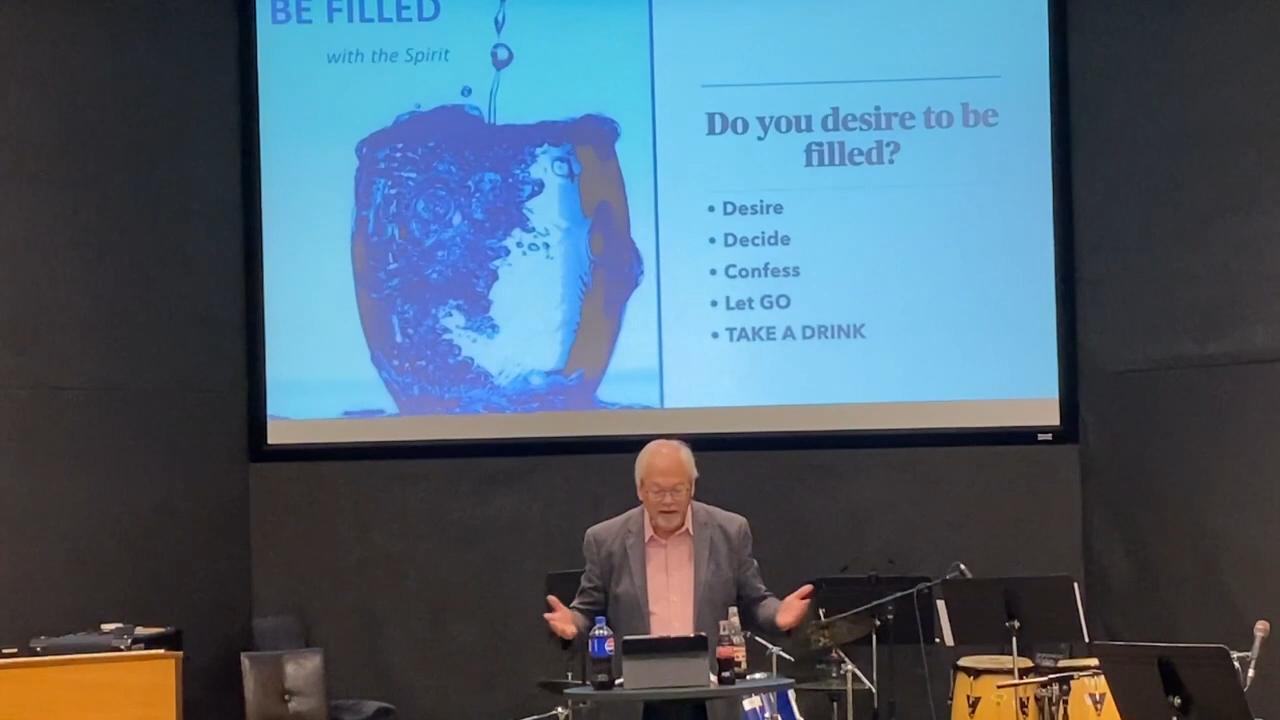 BE FILLED
with the Spirit
Do you desire to be
filled?
• Desire
• Decide
• Confess
• Let GO
• TAKE A DRINK